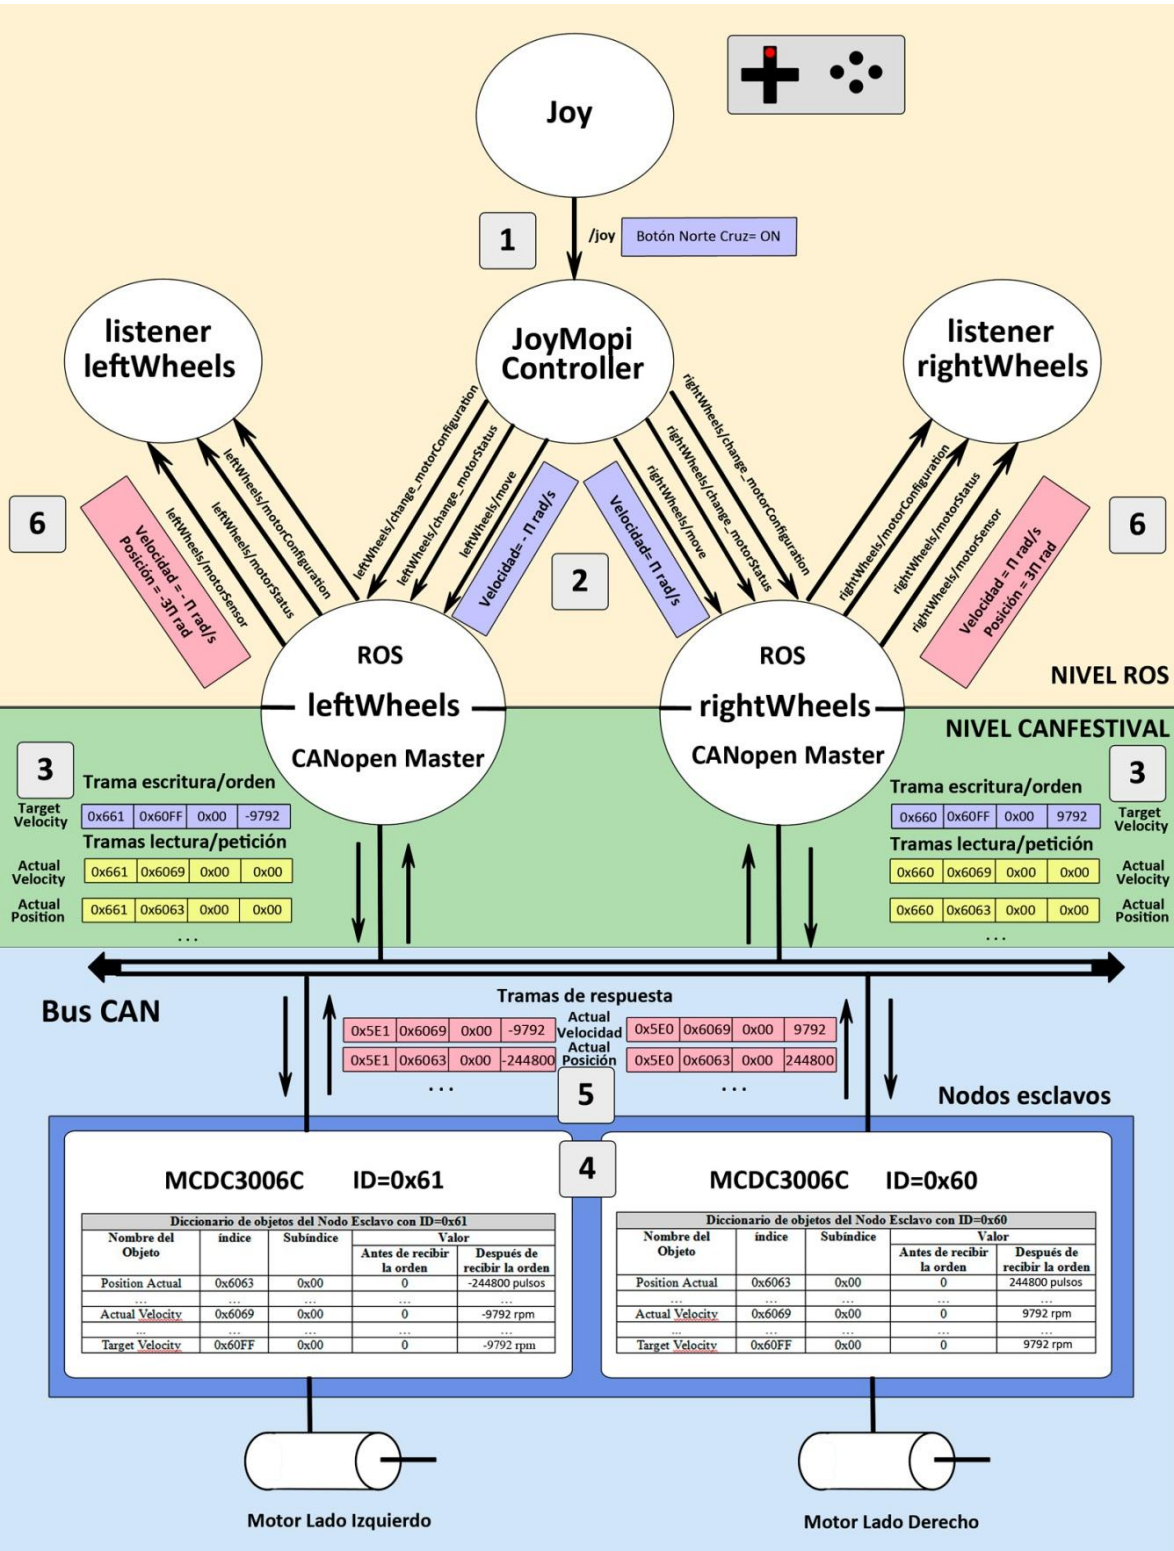 Joy
1
/joy
Botón Norte Cruz= ON
listener
leftWheels
JoyMopi
Controller
listener
rightWheels
leftWheels/change_motorConfiguration
leftWheels/change_motorStatus
leftWheels/move
rightWheels/change_motorConfiguration
rightWheels/change_motorStatus
rightWheels/move
leftWheels/motorConfiguration
leftWheels/motorStatus
leftWheels/motorSensor
rightWheels/motorConfiguration
rightWheels/motorStatus
rightWheels/motorSensor
6
Velocidad = - Π rad/s
Posición = -3Π rad
Velocidad= - Π rad/s
2
Velocidad= Π rad/s
Velocidad = Π rad/s
Posición = 3Π rad
6
ROS
leftWheels
CANopen Master
ROS
rightWheels
CANopen Master
NIVEL ROS
NIVEL CANFESTIVAL
3
Trama escritura/orden
Target
Velocity
0x661 0x60FF 0x00 -9792
Tramas lectura/petición
Actual
Velocity
0x661 0x6069 0x00 0x00
Actual
Position
0x661 0x6063 0x00 0x00
...
3
Trama escritura/orden
0x660 0x60FF 0x00 9792
Target
Velocity
Tramas lectura/petición
0x660 0x6069 0x00 0x00
Actual
Velocity
0x660 0x6063 0x00 0x00
Actual
Position
...
Bus CAN
Tramas de respuesta
0x5E1 0x6069 0x00 -9792
Actual
Velocidad
0x5E0 0x6069 0x00 9792
0x5E1 0x6063 0x00 -244800
Actual
Posición
0x5E0 0x6063 0x00 244800
... ...
5
Nodos esclavos
4
MCDC3006C ID=0x61
Diccionario de objetos del Nodo Esclavo con ID=0x61
Nombre del Objeto índice Subíndice Valor
Antes de recibir la orden Después de recibir la orden
Position Actual 0x6063 0x00 0 -244800 pulsos
... ... ... ... ...
Actual Velocity 0x6069 0x00 0 -9792 rpm
... ... ... ... ...
Target Velocity 0x60FF 0x00 0 -9792 rpm
MCDC3006C ID=0x60
Diccionario de objetos del Nodo Esclavo con ID=0x60
Nombre del Objeto índice Subíndice Valor
Antes de recibir la orden Después de recibir la orden
Position Actual 0x6063 0x00 0 244800 pulsos
... ... ... ... ...
Actual Velocity 0x6069 0x00 0 9792 rpm
... ... ... ... ...
Target Velocity 0x60FF 0x00 0 9792 rpm
Motor Lado Izquierdo
Motor Lado Derecho